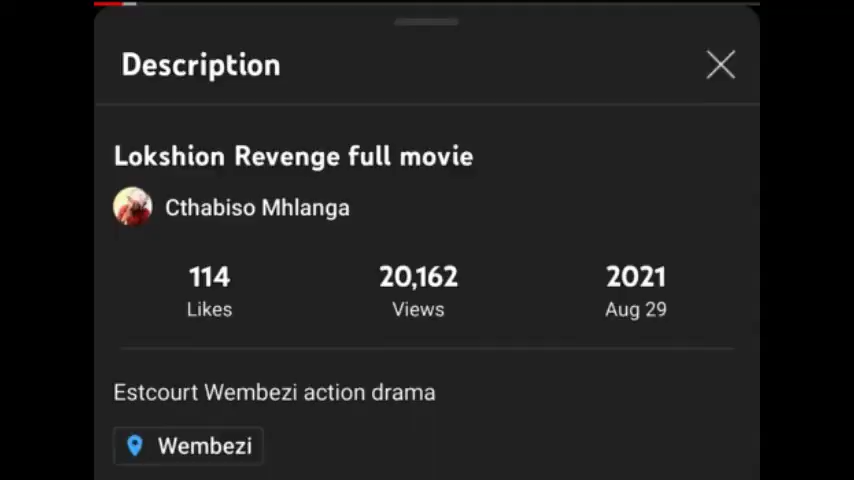 Description
Lokshion Revenge full movie
Cthabiso Mhlanga
114 20,162 2021
Likes Views Aug 29
Estcourt Wembezi action drama
Wembezi